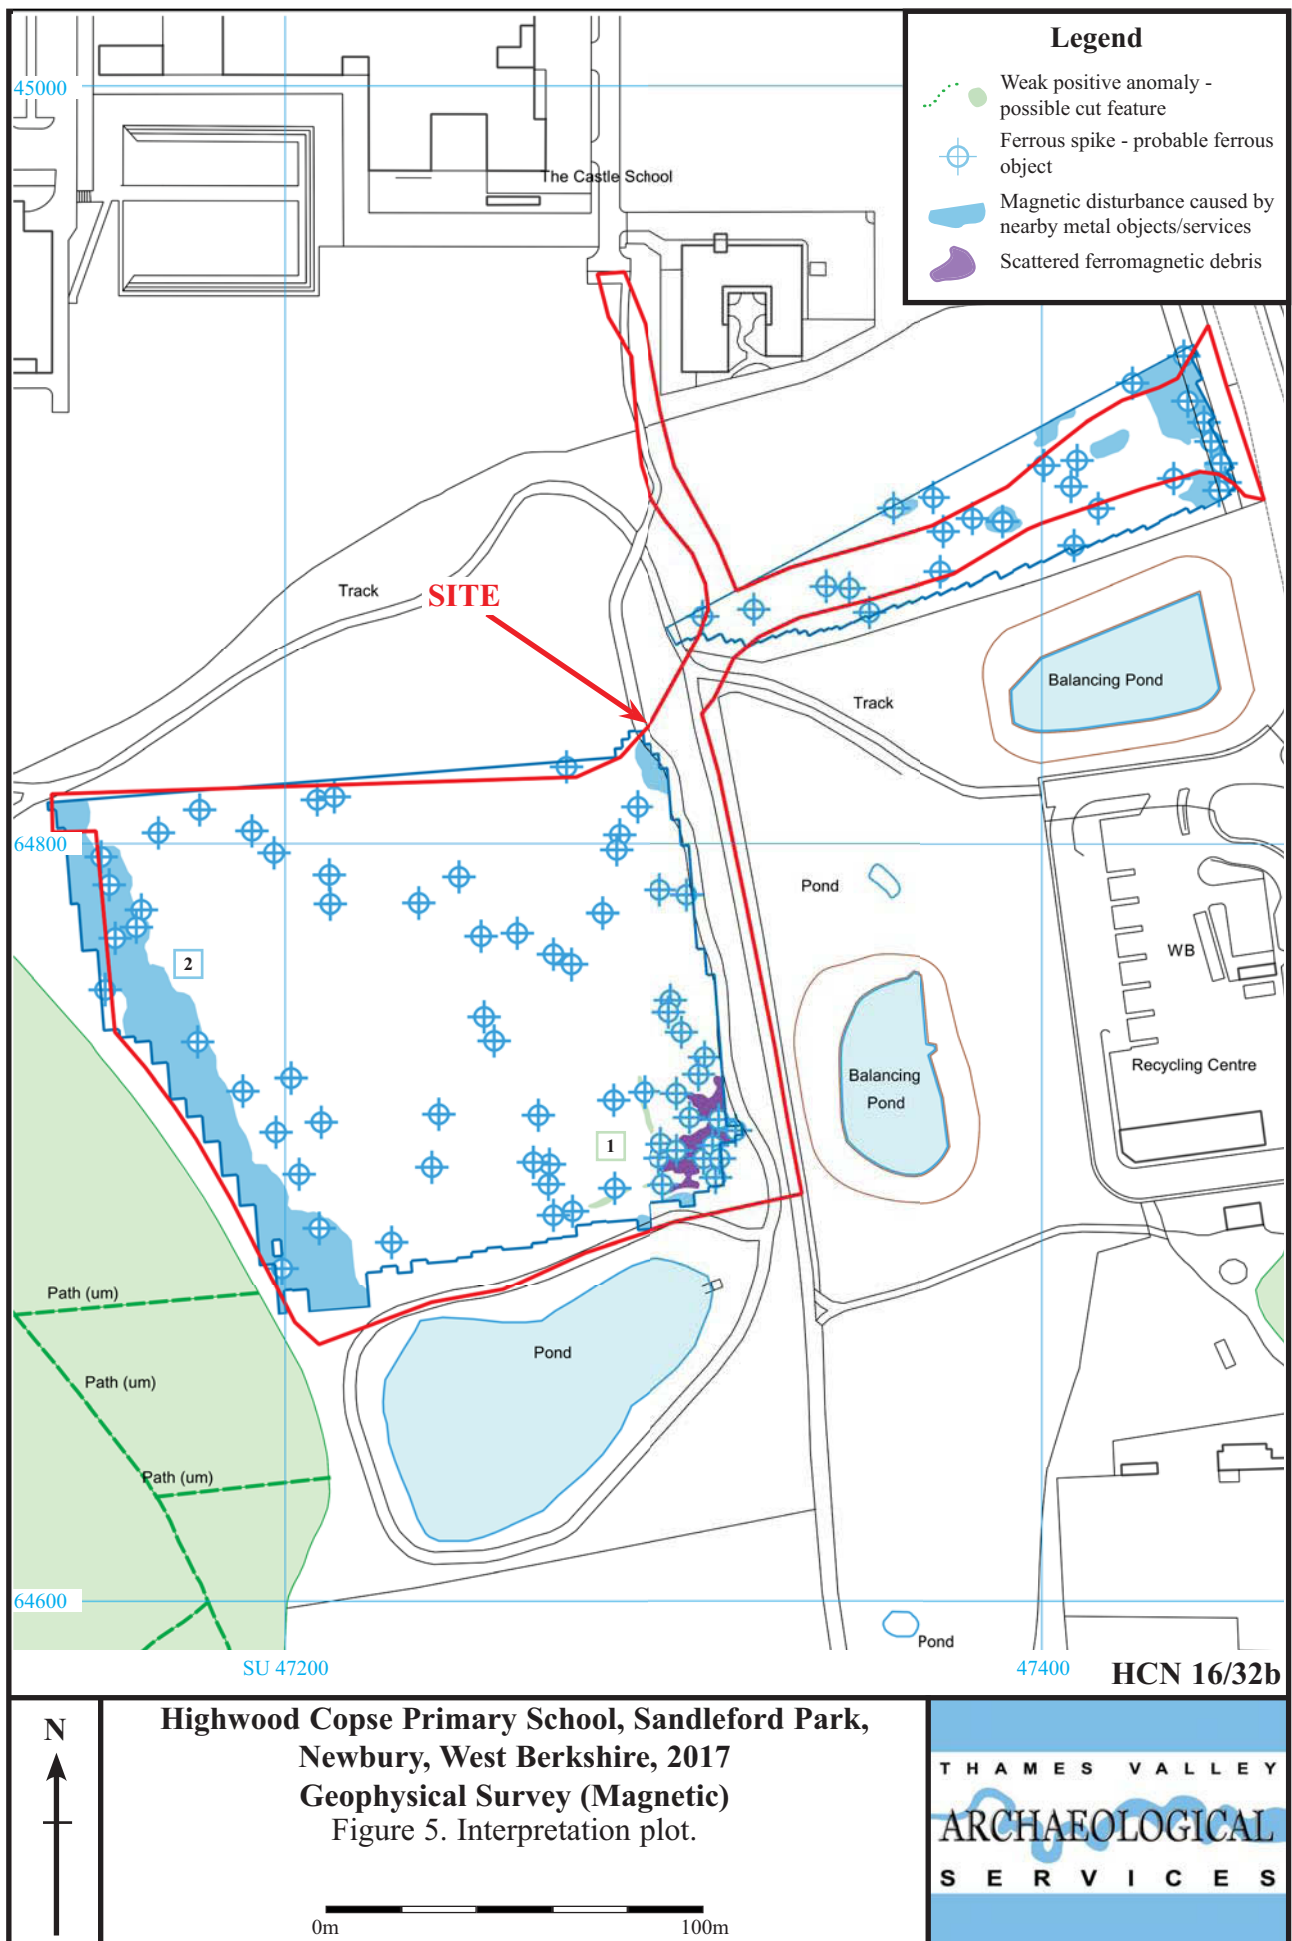 Legend
Weak positive anomaly -
possible cut feature
Ferrous spike - probable ferrous
object
Magnetic disturbance caused by
nearby metal objects/services
Scattered ferromagnetic debris
45000
The Castle School
Track
SITE
Balancing Pond
Track
64800
Pond
2
WB
Recycling Centre
Balancing
Pond
1
Path (um)
Pond
Path (um)
Path (um)
64600
Pond
SU 47200
47400
HCN 16/32b
N
Highwood Copse Primary School, Sandleford Park,
Newbury, West Berkshire, 2017
Geophysical Survey (Magnetic)
Figure 5. Interpretation plot.
0m
100m
THAMES VALLEY
ARCHAEOLOGICAL
SERVICES